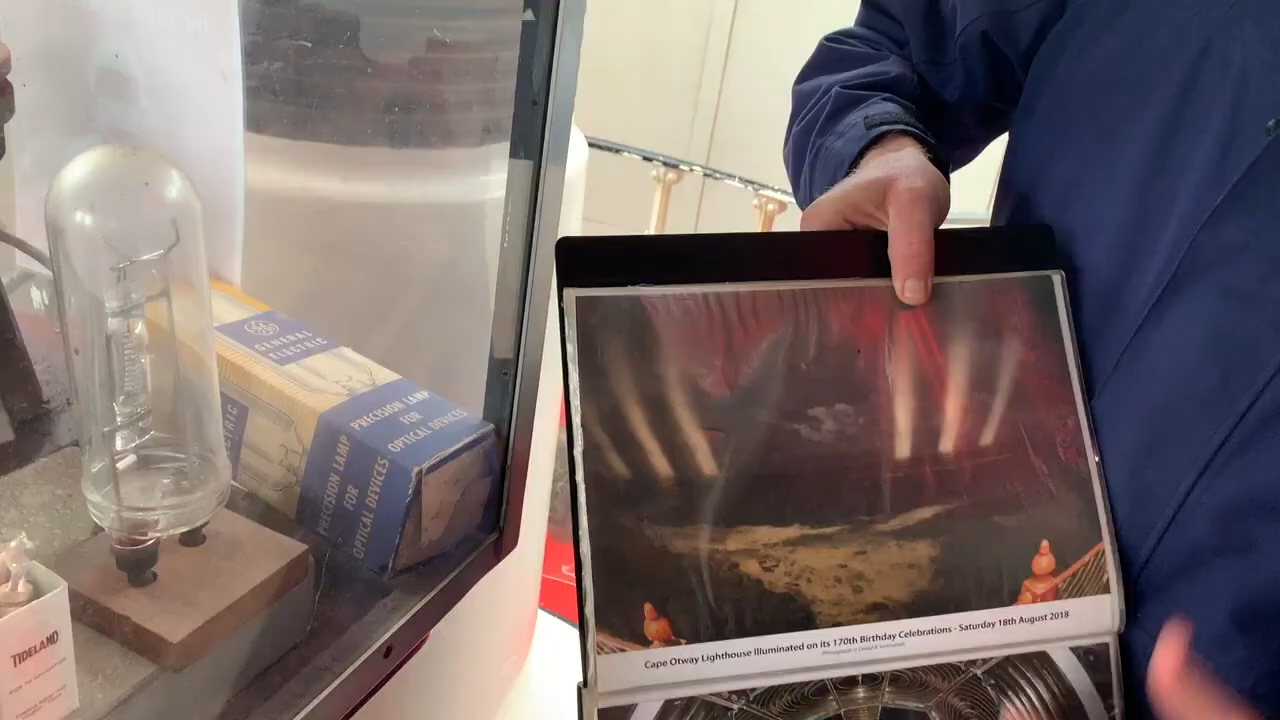 GENERAL
ELECTRIC
PRECISION LAMP
FOR
OPTICAL DEVICES
PRECISION LAMP
FOR
OPTICAL DEVICES
TIDELAND
Cape Otway Lighthouse Illuminated on its 170th Birthday Celebrations - Saturday 18th August 2018